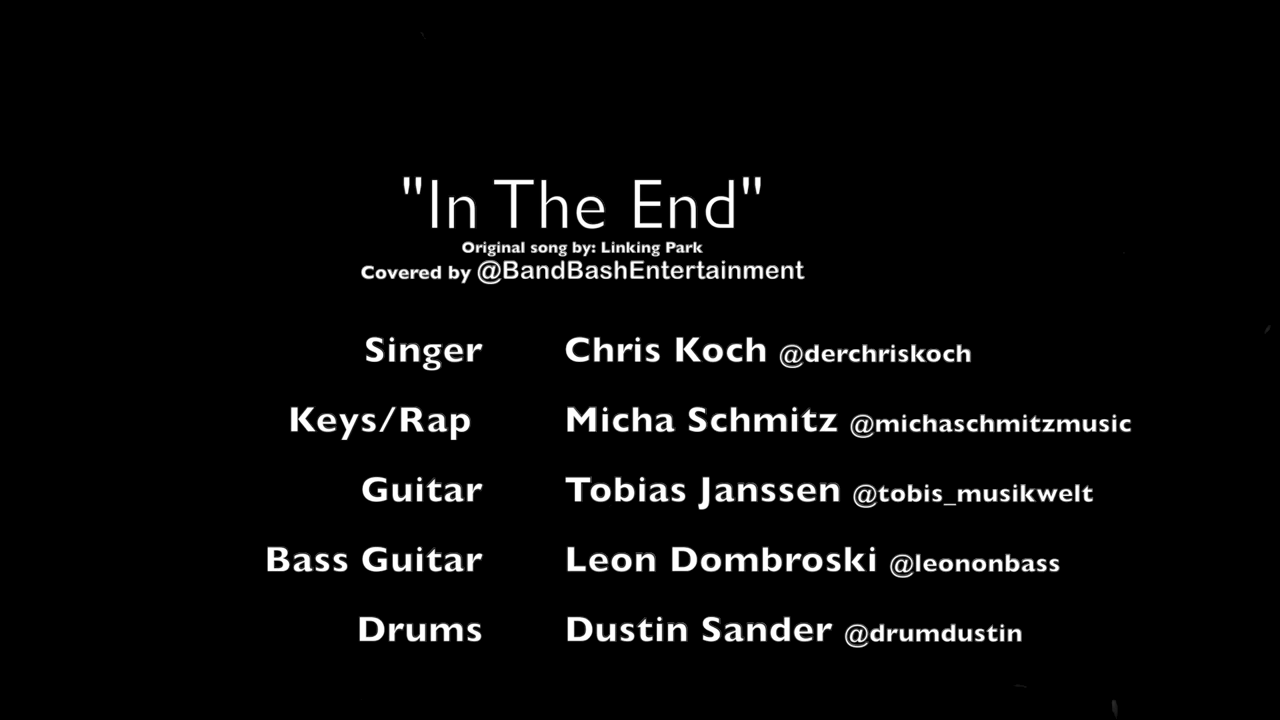 "In The End"
Original song by: Linking Park
Covered by @BandBashEntertainment
Singer Chris Koch @derchriskoch
Keys/Rap Micha Schmitz @michaschmitzmusic
Guitar Tobias Janssen @tobis_musikwelt
Bass Guitar Leon Dombroski @leononbass
Drums Dustin Sander @drumdustin